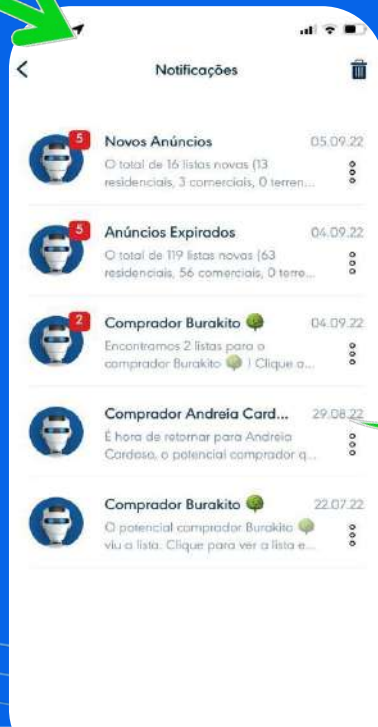 Notificações
5
Novos Anúncios 05.09.22
O total de 16 listas novas (13
residenciais, 3 comerciais, 0 terren...
5
Anúncios Expirados 04.09.22
O total de 119 listas novas (63
residenciais, 56 comerciais, 0 terre...
2
Comprador Burakito 🌳 04.09.22
Encontramos 2 listas para o
comprador Burakito 🌳 ! Clique a...
Comprador Andreia Card... 29.08.22
É hora de retornar para Andreia
Cardoso, o potencial comprador q...
Comprador Burakito 🌳 22.07.22
O potencial comprador Burakito 🌳
viu a lista. Clique para ver a lista e...